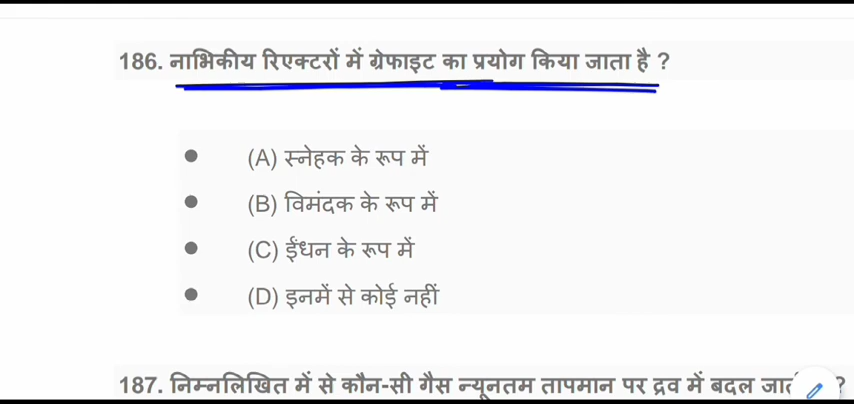 186. नाभिकीय रिएक्टरों में ग्रेफाइट का प्रयोग किया जाता है ?
(A) स्नेहक के रूप में
(B) विमंदक के रूप में
(C) ईंधन के रूप में
(D) इनमें से कोई नहीं
187. निम्नलिखित में से कौन-सी गैस न्यूनतम तापमान पर द्रव में बदल ?